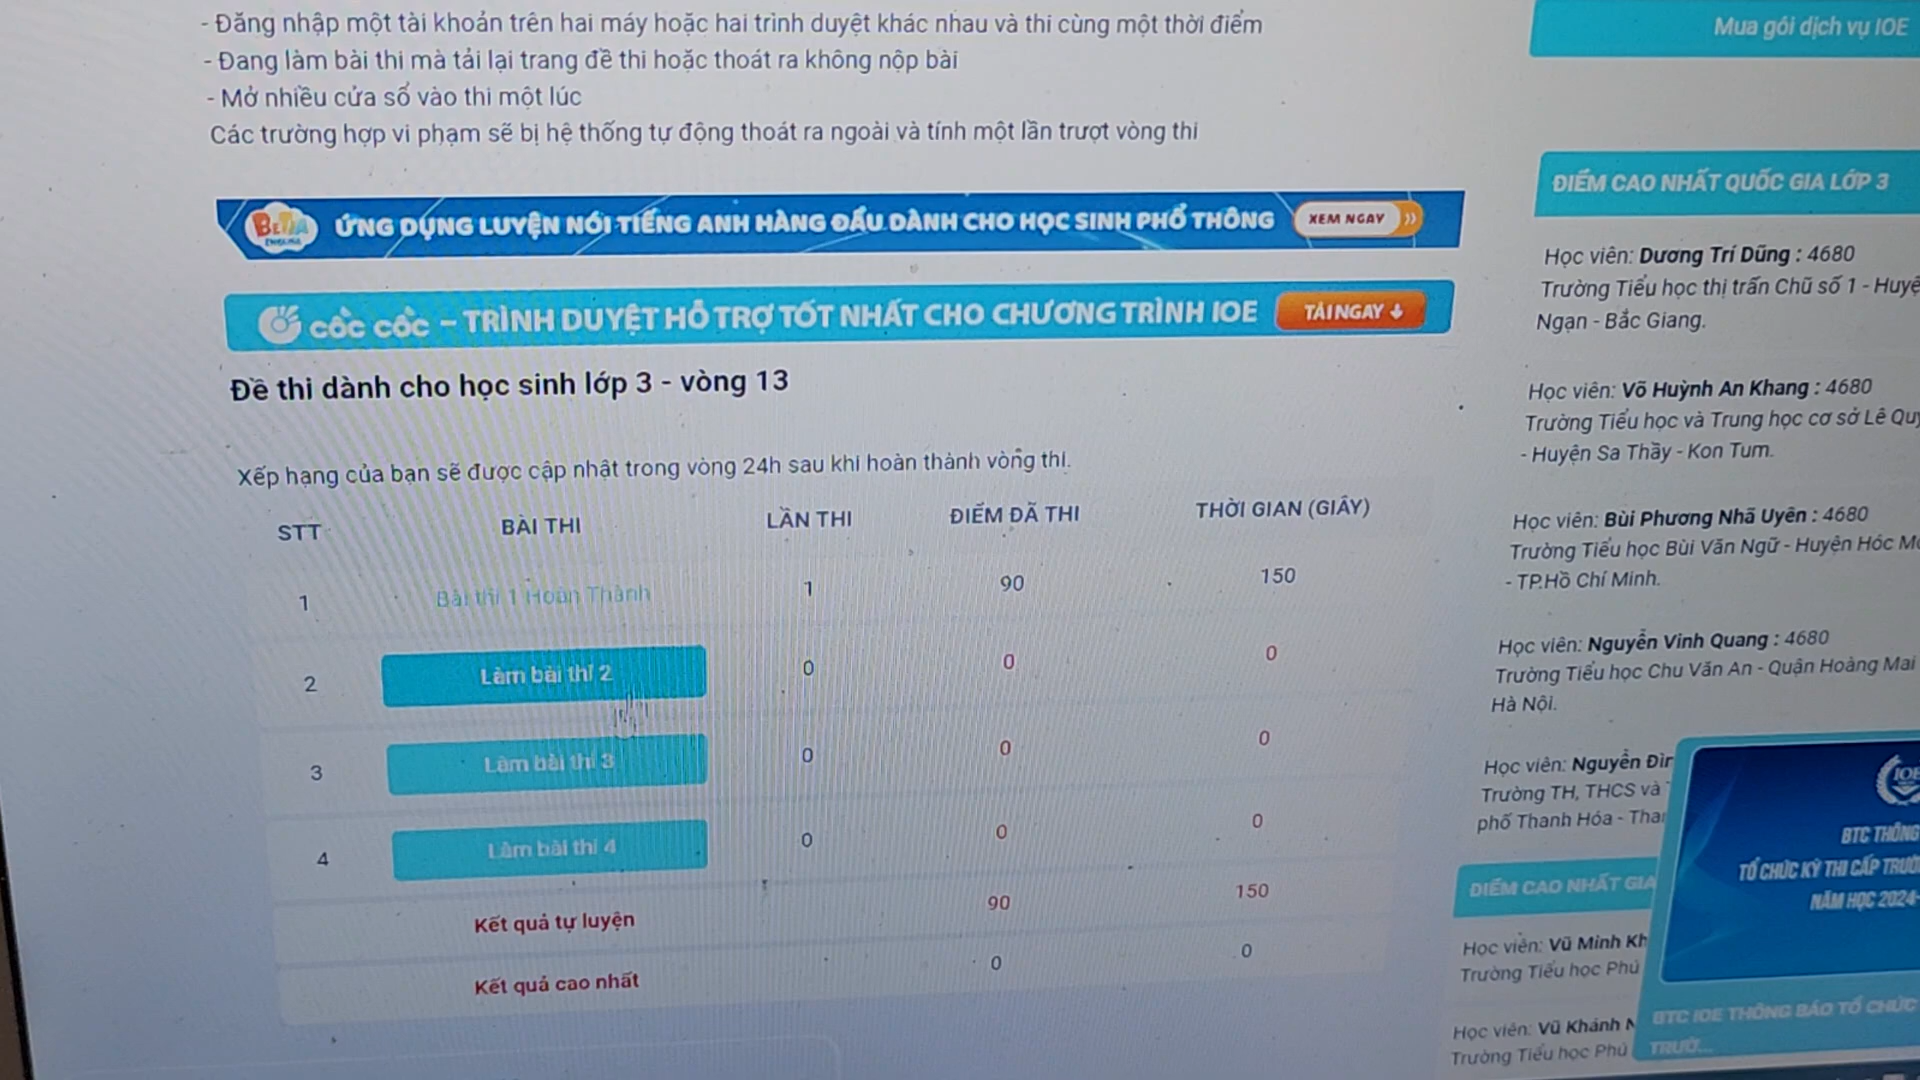 - Đăng nhập một tài khoản trên hai máy hoặc hai trình duyệt khác nhau và thi cùng một thời điểm
- Đang làm bài thi mà tải lại trang đề thi hoặc thoát ra không nộp bài
- Mở nhiều cửa sổ vào thi một lúc
Các trường hợp vi phạm sẽ bị hệ thống tự động thoát ra ngoài và tính một lần trượt vòng thi
ỨNG DỤNG LUYỆN NÓI TIẾNG ANH HÀNG ĐẦU DÀNH CHO HỌC SINH PHỔ THÔNG
XEM NGAY
CỐC CỐC – TRÌNH DUYỆT HỖ TRỢ TỐT NHẤT CHO CHƯƠNG TRÌNH IOE
TẢI NGAY
Đề thi dành cho học sinh lớp 3 - vòng 13
Xếp hạng của bạn sẽ được cập nhật trong vòng 24h sau khi hoàn thành vòng thi.
STT BÀI THI LẦN THI ĐIỂM ĐÃ THI THỜI GIAN (GIÂY)
1 Bài thi 1 Hoàn Thành 1 90 150
2 Làm bài thi 2 0 0 0
3 Làm bài thi 3 0 0 0
4 Làm bài thi 4 0 0 0
Kết quả tự luyện 90 150
Kết quả cao nhất 0 0
Mua gói dịch vụ IOE
ĐIỂM CAO NHẤT QUỐC GIA LỚP 3
Học viên: Dương Trí Dũng : 4680
Trường Tiểu học thị trấn Chũ số 1 - Huyệ
Ngạn - Bắc Giang.
Học viên: Võ Huỳnh An Khang : 4680
Trường Tiểu học và Trung học cơ sở Lê Quý
- Huyện Sa Thầy - Kon Tum.
Học viên: Bùi Phương Nhã Uyên : 4680
Trường Tiểu học Bùi Văn Ngữ - Huyện Hóc Mô
- TP.Hồ Chí Minh.
Học viên: Nguyễn Vinh Quang : 4680
Trường Tiểu học Chu Văn An - Quận Hoàng Mai
Hà Nội.
Học viên: Nguyễn Đìn
Trường TH, THCS và
phố Thanh Hóa - Than
ĐIỂM CAO NHẤT GIA
Học viên: Vũ Minh Kh
Trường Tiểu học Phú
Học viên: Vũ Khánh N
Trường Tiểu học Phú
IOE
BTC THÔNG
TỔ CHỨC KỲ THI CẤP TRƯỜ
NĂM HỌC 2024-
BTC IOE THÔNG BÁO TỔ CHỨC
TRƯỜ...